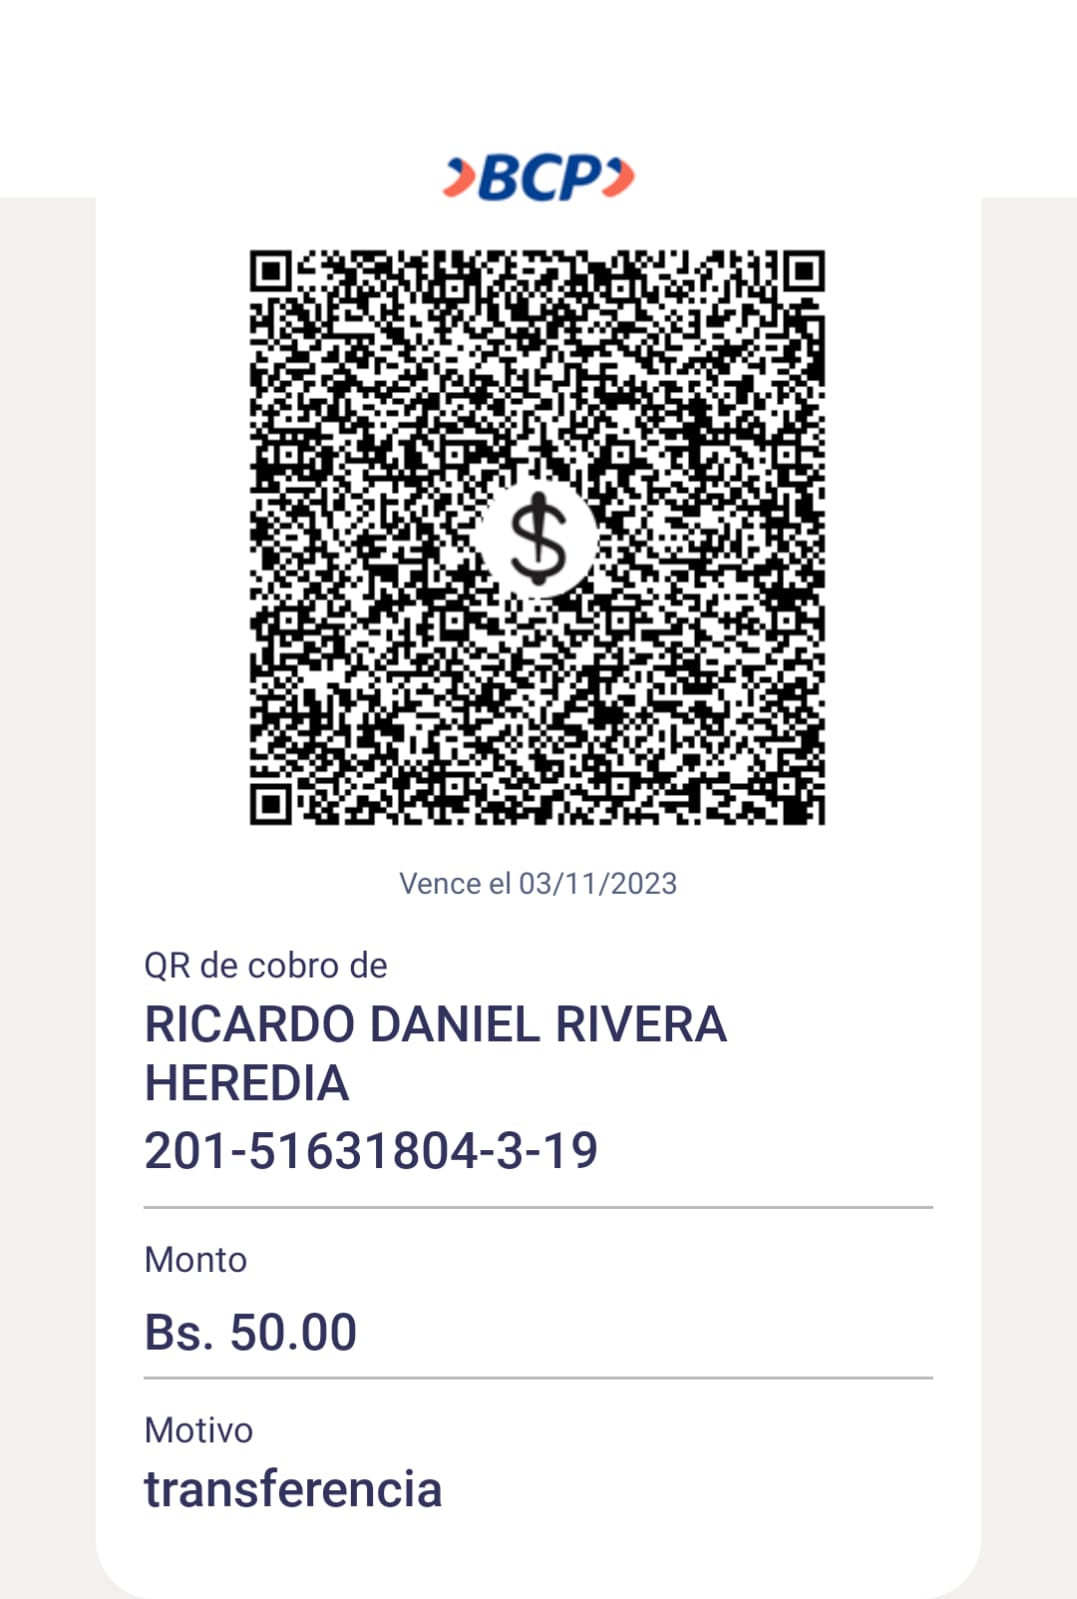 BCP
$
Vence el 03/11/2023
QR de cobro de
RICARDO DANIEL RIVERA
HEREDIA
201-51631804-3-19
Monto
Bs. 50.00
Motivo
transferencia